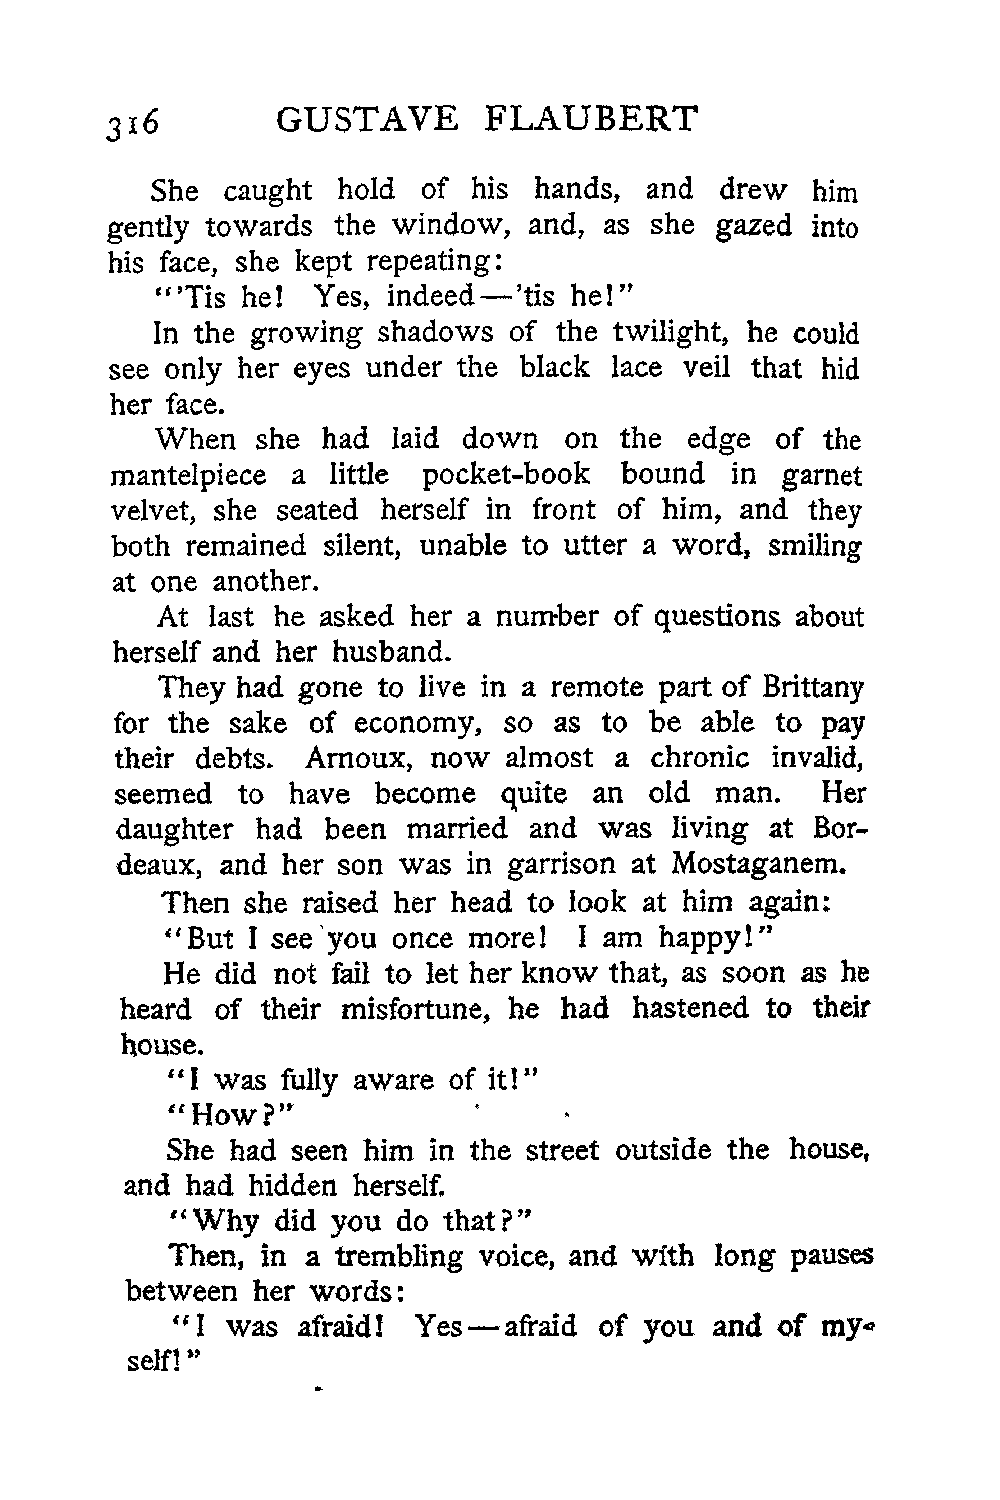 316 GUSTAVE FLAUBERT
She caught hold of his hands, and drew him
gently towards the window, and, as she gazed into
his face, she kept repeating:
"'Tis he! Yes, indeed—'tis he!"
In the growing shadows of the twilight, he could
see only her eyes under the black lace veil that hid
her face.
When she had laid down on the edge of the
mantelpiece a little pocket-book bound in garnet
velvet, she seated herself in front of him, and they
both remained silent, unable to utter a word, smiling
at one another.
At last he asked her a number of questions about
herself and her husband.
They had gone to live in a remote part of Brittany
for the sake of economy, so as to be able to pay
their debts. Arnoux, now almost a chronic invalid,
seemed to have become quite an old man. Her
daughter had been married and was living at Bor-
deaux, and her son was in garrison at Mostaganem.
Then she raised her head to look at him again:
"But I see you once more! I am happy!"
He did not fail to let her know that, as soon as he
heard of their misfortune, he had hastened to their
house.
"I was fully aware of it!"
"How?"
She had seen him in the street outside the house,
and had hidden herself.
"Why did you do that?"
Then, in a trembling voice, and with long pauses
between her words:
"I was afraid! Yes—afraid of you and of my-
self!"